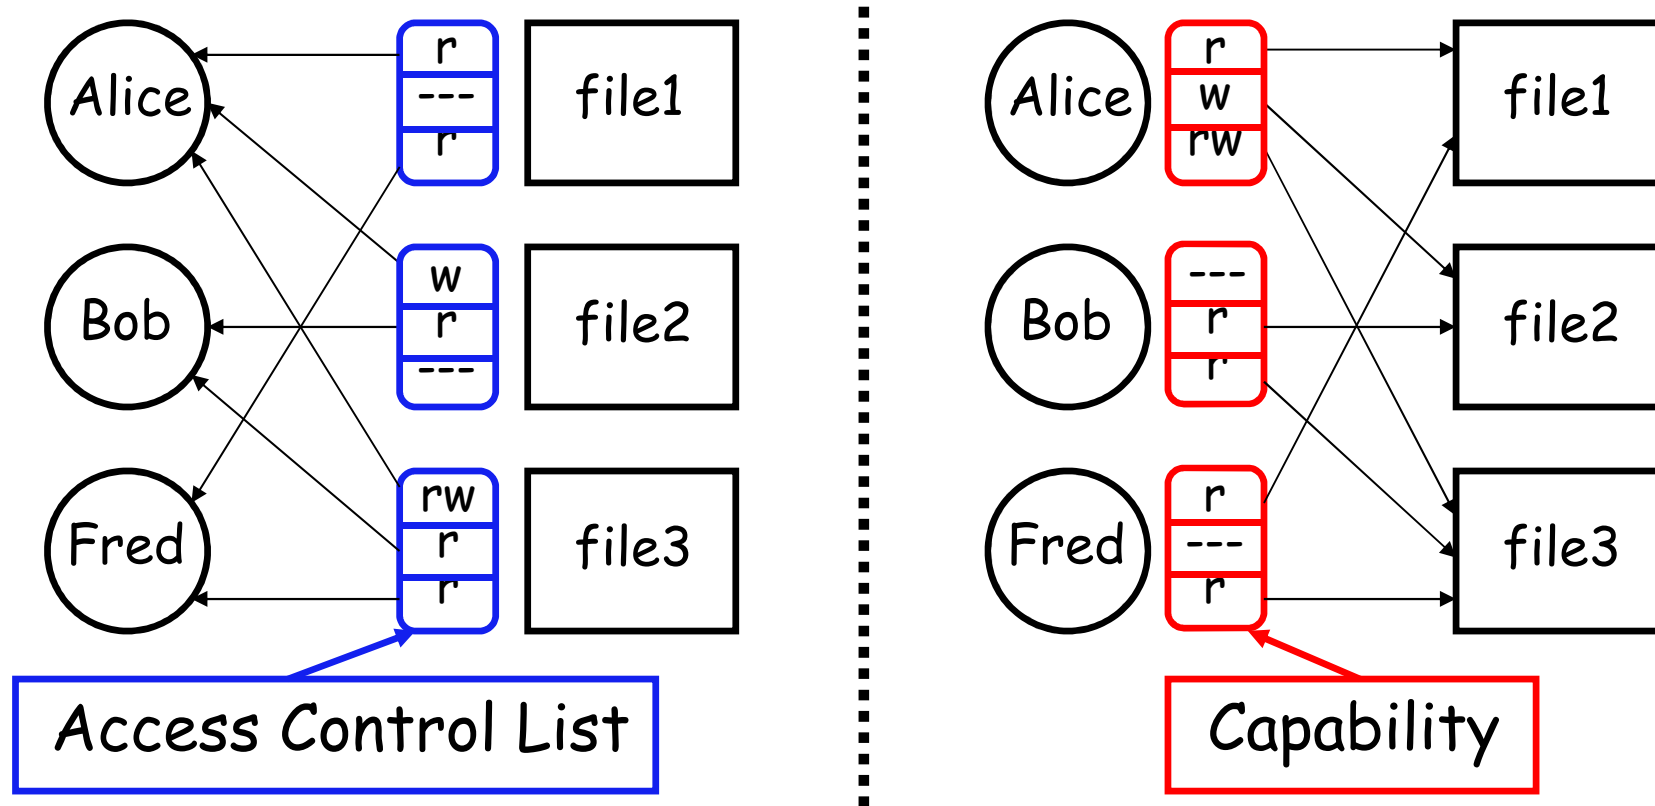 Alice
r
---
r
file1
Bob
w
r
---
file2
Fred
rw
r
r
file3
Access Control List
Alice
r
w
rw
file1
Bob
---
r
r
file2
Fred
r
---
r
file3
Capability